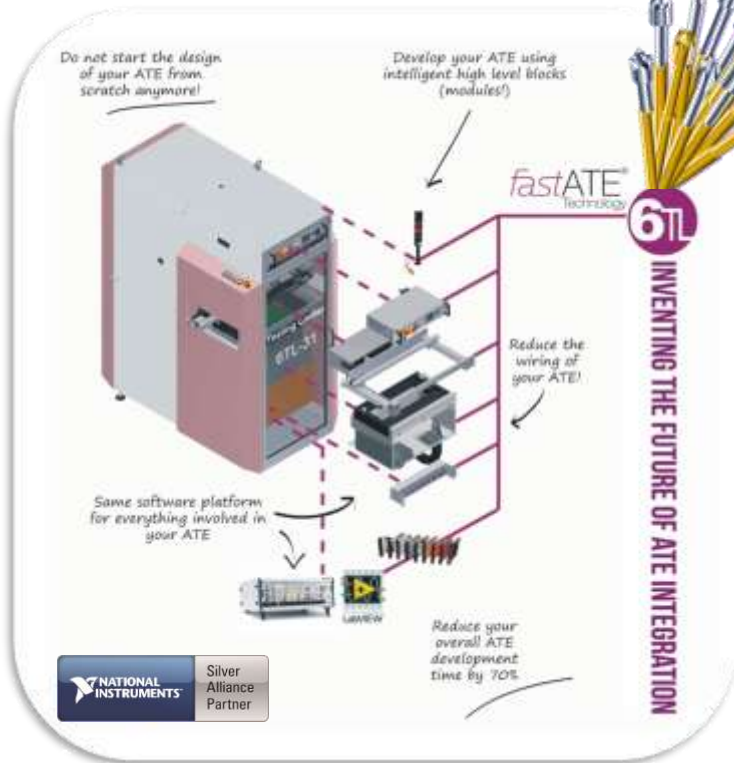 Do not start the design
of your ATE from
scratch anymore!
Develop your ATE using
intelligent high level blocks
(modules!)
fastATE®
Technology
6TL
INVENTING THE FUTURE OF ATE INTEGRATION
Testing Under
6TL-31
Reduce the
wiring of
your ATE!
Same software platform
for everything involved in
your ATE
LabVIEW
Reduce your
overall ATE
development
time by 70%
NATIONAL
INSTRUMENTS™
Silver
Alliance
Partner